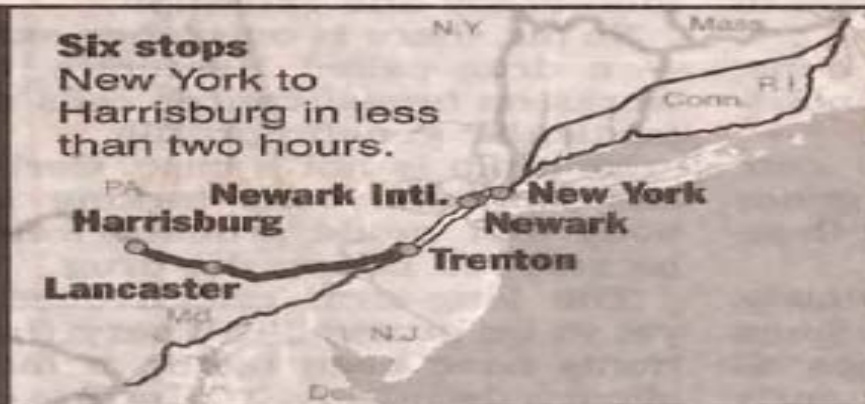 Six stops
New York to
Harrisburg in less
than two hours.
N.Y.
Mass.
R.I.
Conn.
PA.
Newark Intl.
New York
Newark
Harrisburg
Trenton
Lancaster
Md.
N.J.
Del.